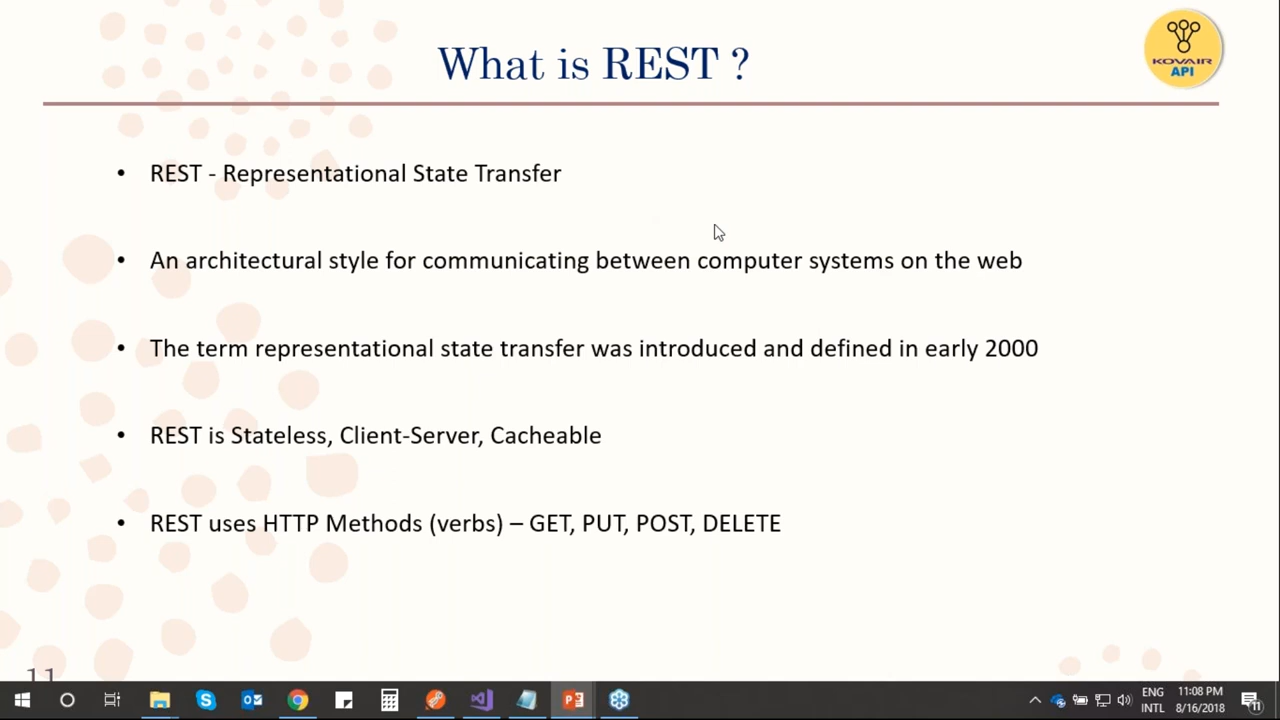 What is REST ?
KOVAIR
API
• REST - Representational State Transfer
• An architectural style for communicating between computer systems on the web
• The term representational state transfer was introduced and defined in early 2000
• REST is Stateless, Client-Server, Cacheable
• REST uses HTTP Methods (verbs) – GET, PUT, POST, DELETE
11
ENG
INTL
11:08 PM
8/16/2018
11